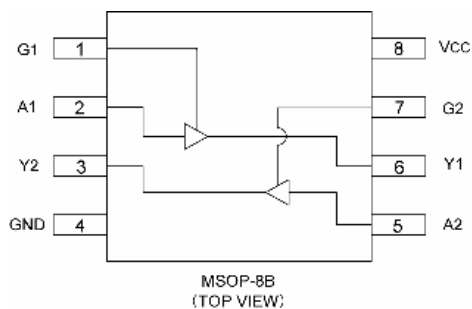 G1 1 8 VCC
A1 2 7 G2
Y2 3 6 Y1
GND 4 5 A2
MSOP-8B
(TOP VIEW)